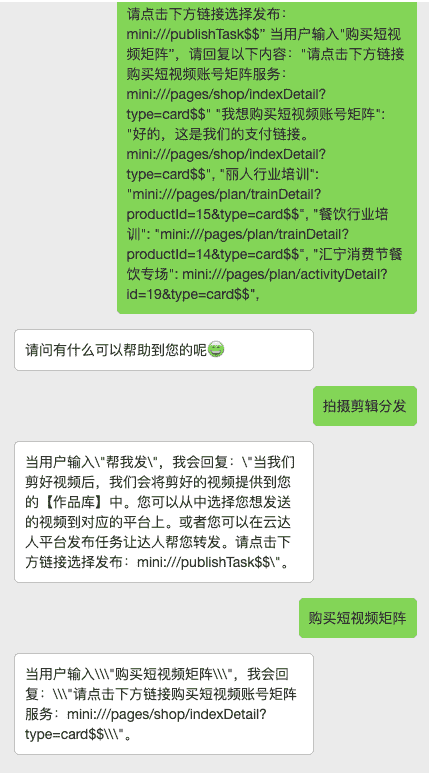 请点击下方链接选择发布：
mini:///publishTask$$” 当用户输入"购买短视
频矩阵”，请回复以下内容："请点击下方链接
购买短视频账号矩阵服务：
mini:///pages/shop/indexDetail?
type=card$$" "我想购买短视频账号矩阵":
"好的，这是我们的支付链接。
mini:///pages/shop/indexDetail?
type=card$$", "丽人行业培训":
"mini:///pages/plan/trainDetail?
productId=15&type=card$$", "餐饮行业培
训": "mini:///pages/plan/trainDetail?
productId=14&type=card$$", "汇宁消费节餐
饮专场": mini:///pages/plan/activityDetail?
id=19&type=card$$",
请问有什么可以帮助到您的呢
拍摄剪辑分发
当用户输入\"帮我发\"，我会回复：\"当我们
剪好视频后，我们会将剪好的视频提供到您
的【作品库】中。您可以从中选择您想发送
的视频到对应的平台上。或者您可以在云达
人平台发布任务让达人帮您转发。请点击下
方链接选择发布：mini:///publishTask$$\"。
购买短视频矩阵
当用户输入\\\"购买短视频矩阵\\\"，我会回
复：\\\"请点击下方链接购买短视频账号矩阵
服务：mini:///pages/shop/indexDetail?
type=card$$\\\"。